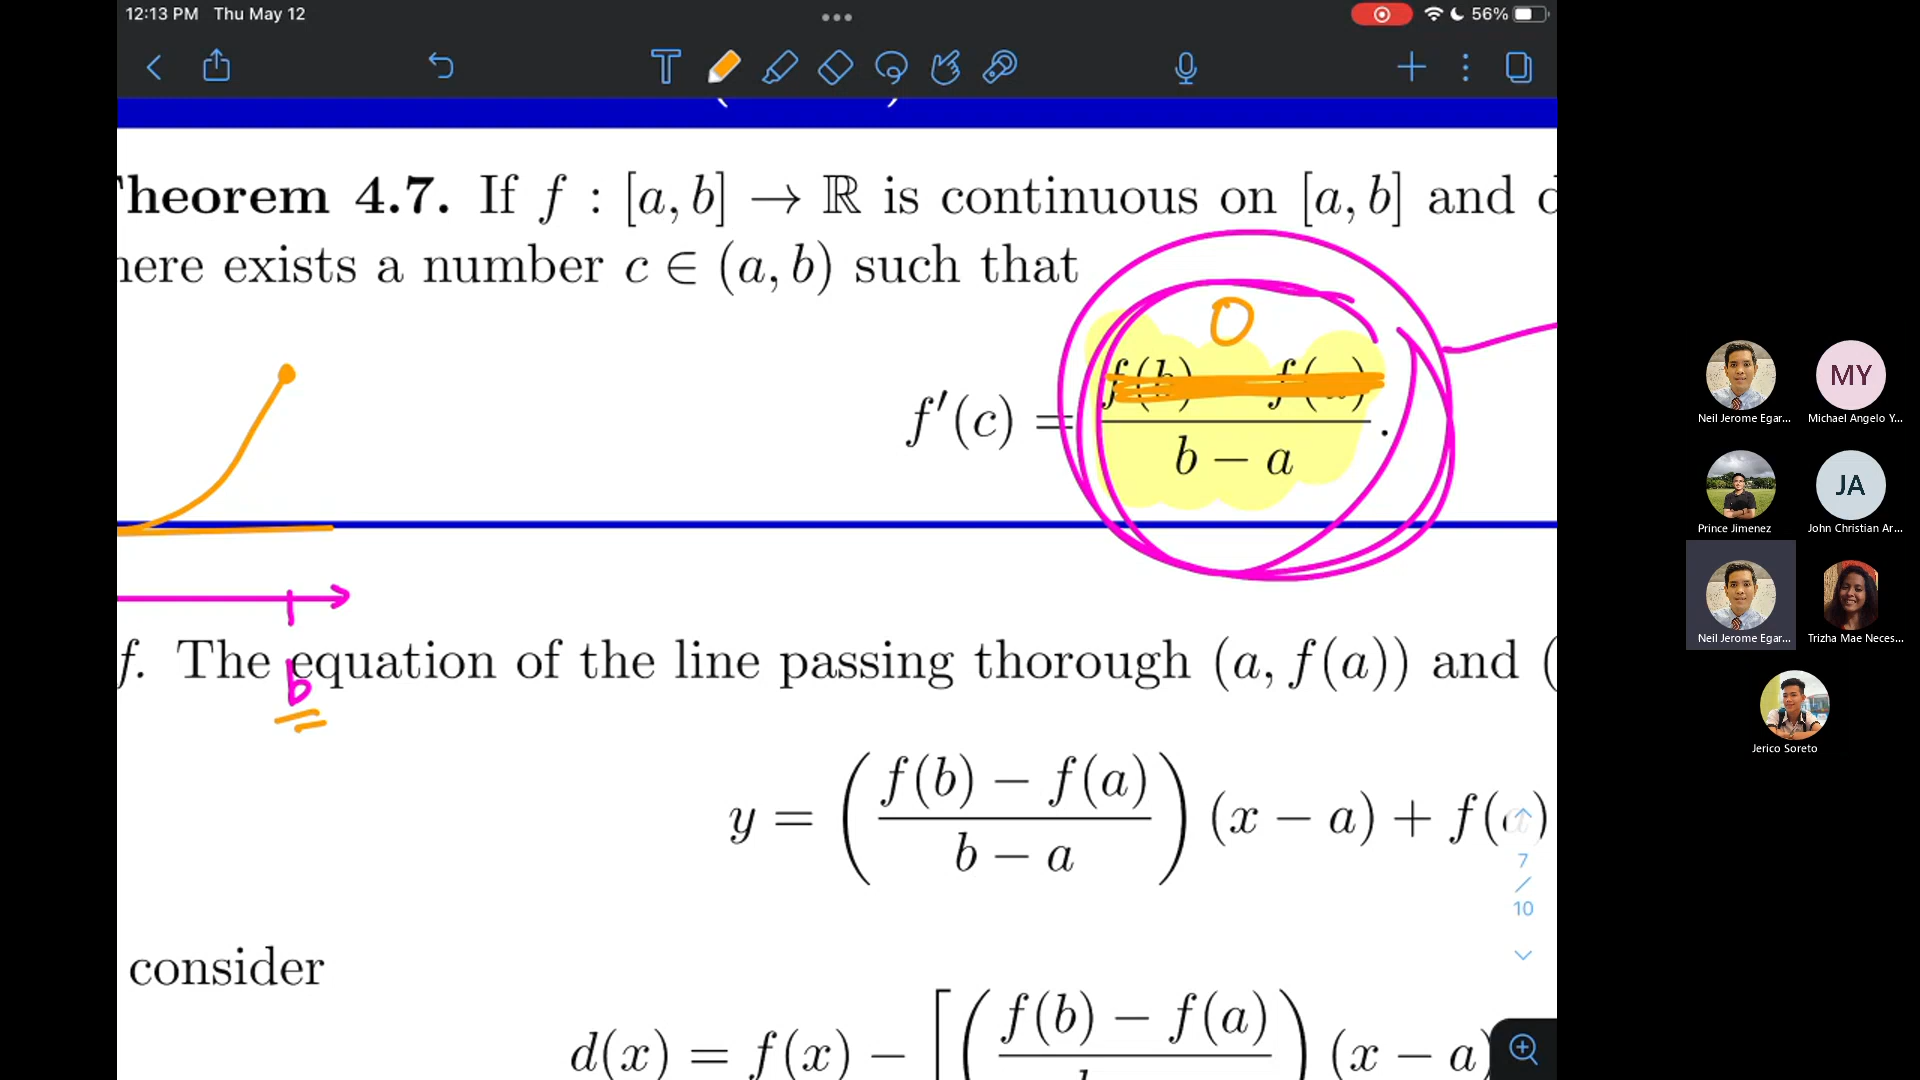 12:13 PM Thu May 12
56%
heorem 4.7. If f : [a, b] → ℝ is continuous on [a, b] and
here exists a number c ∈ (a, b) such that
0
f′(c) = f(b) − f(a) / b − a .
f. The equation of the line passing thorough (a, f(a)) and (
b
y = ( f(b) − f(a) / b − a ) (x − a) + f(a)
consider
d(x) = f(x) − [ ( f(b) − f(a) ) (x − a)
7
/
10
Neil Jerome Egar...
MY
Michael Angelo Y...
Prince Jimenez
JA
John Christian Ar...
Neil Jerome Egar...
Trizha Mae Neces...
Jerico Soreto